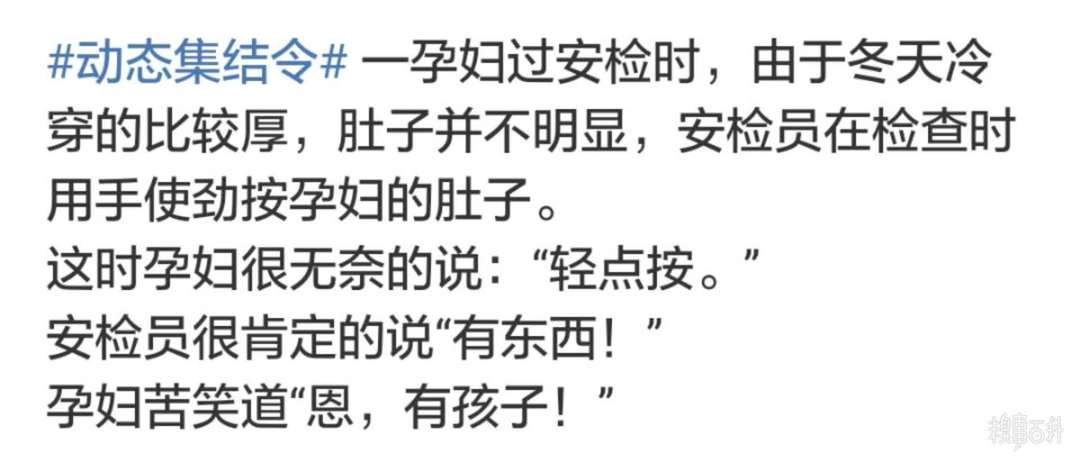 #动态集结令# 一孕妇过安检时，由于冬天冷
穿的比较厚，肚子并不明显，安检员在检查时
用手使劲按孕妇的肚子。
这时孕妇很无奈的说：“轻点按。”
安检员很肯定的说“有东西！”
孕妇苦笑道“恩，有孩子！”
糗事百科